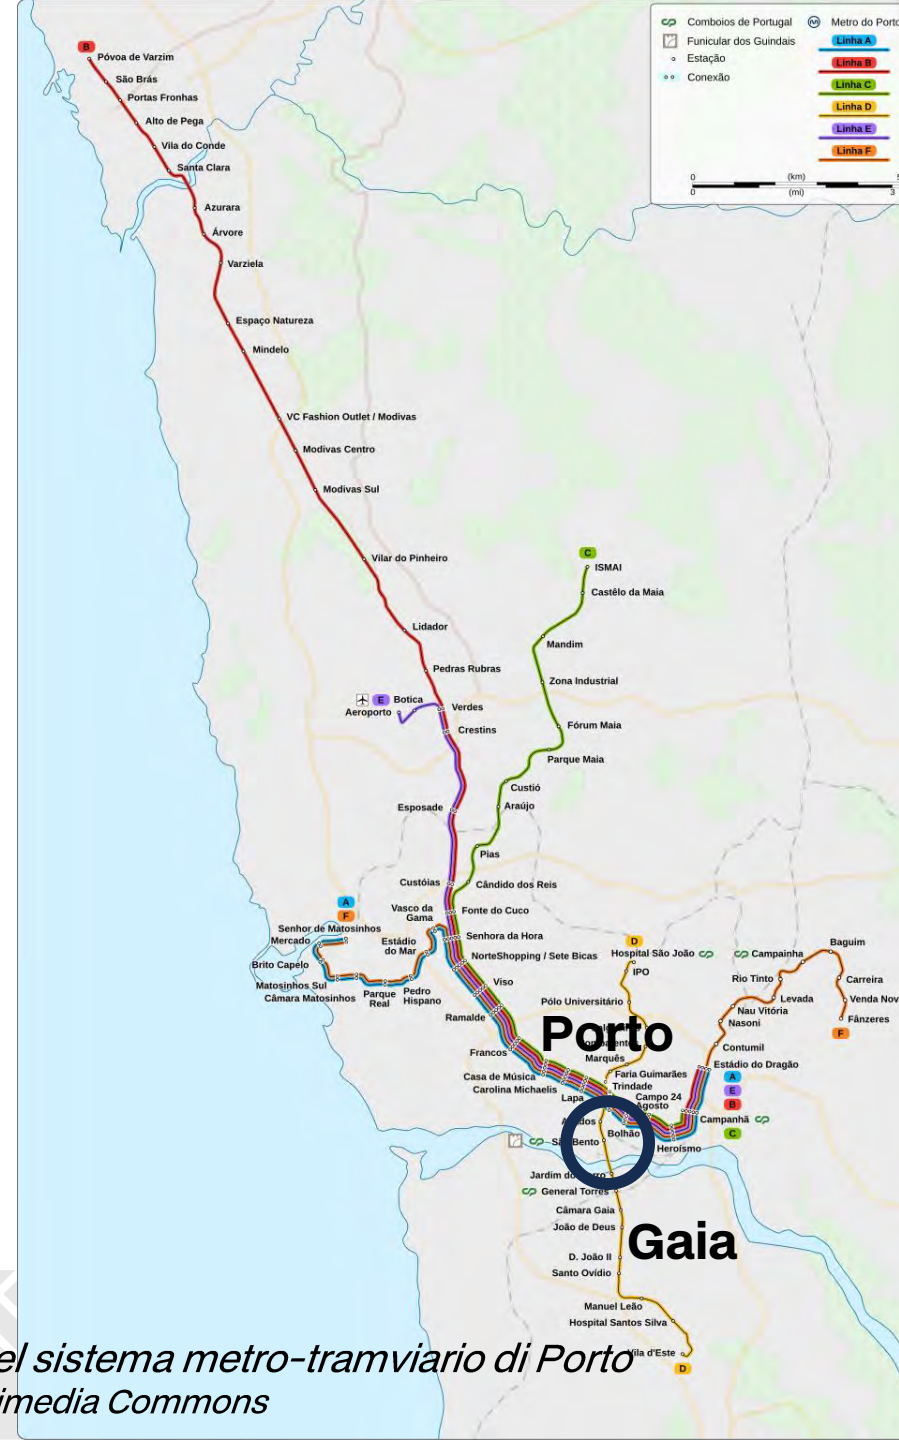 Comboios de Portugal
Metro do Porto
Funicular dos Guindais
Estação
Conexão
Linha A
Linha B
Linha C
Linha D
Linha E
Linha F
0 (km) 5
0 (mi) 3
B
Póvoa de Varzim
São Brás
Portas Fronhas
Alto de Pega
Vila do Conde
Santa Clara
Azurara
Árvore
Varziela
Espaço Natureza
Mindelo
VC Fashion Outlet / Modivas
Modivas Centro
Modivas Sul
Vilar do Pinheiro
Lidador
Pedras Rubras
C
ISMAI
Castêlo da Maia
Mandim
Zona Industrial
Fórum Maia
Parque Maia
Custió
Araújo
Pias
Cândido dos Reis
E
Botica
Aeroporto
Verdes
Crestins
Esposade
Custóias
Fonte do Cuco
Vasco da
Gama
Senhora da Hora
A
F
Senhor de Matosinhos
Mercado
Brito Capelo
Matosinhos Sul
Câmara Matosinhos
Parque
Real
Pedro
Hispano
Estádio
do Mar
NorteShopping / Sete Bicas
Viso
Ramalde
Francos
Casa de Música
Carolina Michaelis
Lapa
D
Hospital São João
IPO
Pólo Universitário
Porto
Marquês
Faria Guimarães
Trindade
Campo 24
Agosto
Bolhão
Heroísmo
Campainha
Baguim
Rio Tinto
Carreira
Levada
Venda Nov
Nau Vitória
Fânzeres
Nasoni
F
Contumil
Estádio do Dragão
A
E
B
Campanhã
C
General Torres
Câmara Gaia
João de Deus
Gaia
D. João II
Santo Ovídio
Manuel Leão
Hospital Santos Silva
Vila d'Este
D
el sistema metro-tramviario di Porto
imedia Commons